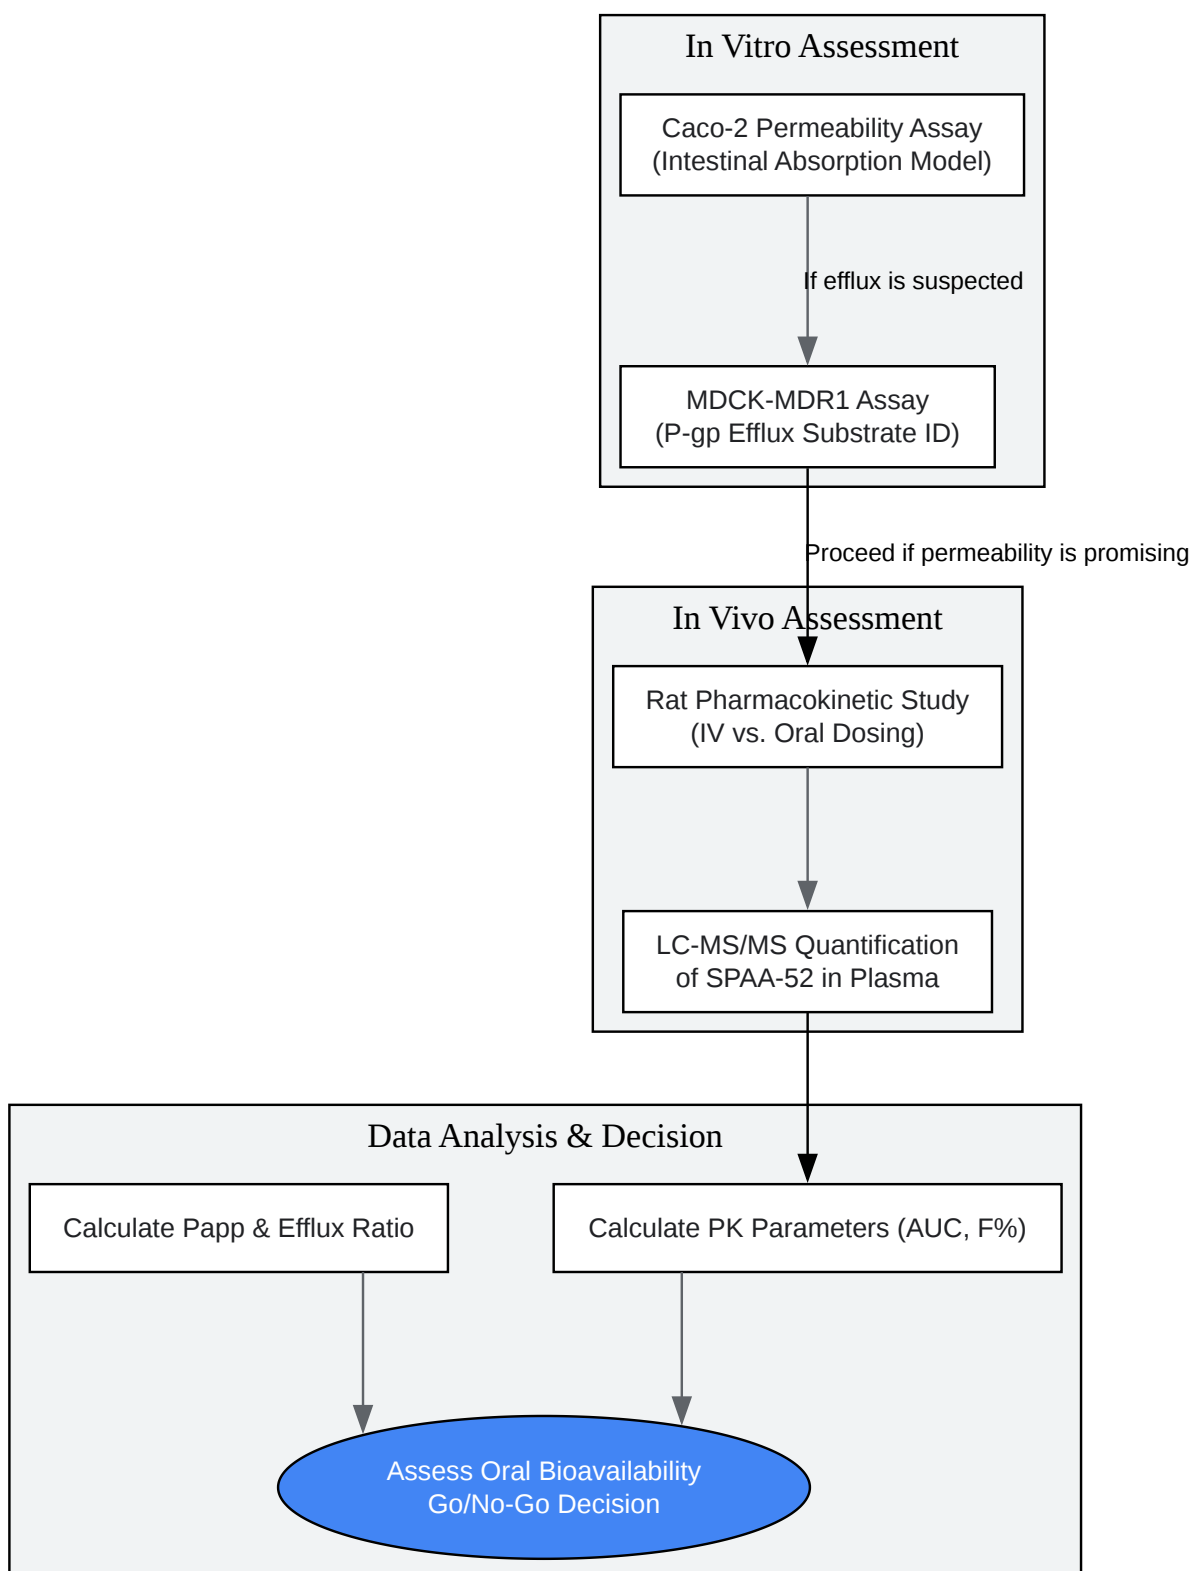 In Vitro Assessment
Caco-2 Permeability Assay
(Intestinal Absorption Model)
If efflux is suspected
MDCK-MDR1 Assay
(P-gp Efflux Substrate ID)
Proceed if permeability is promising
In Vivo Assessment
Rat Pharmacokinetic Study
(IV vs. Oral Dosing)
LC-MS/MS Quantification
of SPAA-52 in Plasma
Data Analysis & Decision
Calculate Papp & Efflux Ratio
Calculate PK Parameters (AUC, F%)
Assess Oral Bioavailability
Go/No-Go Decision